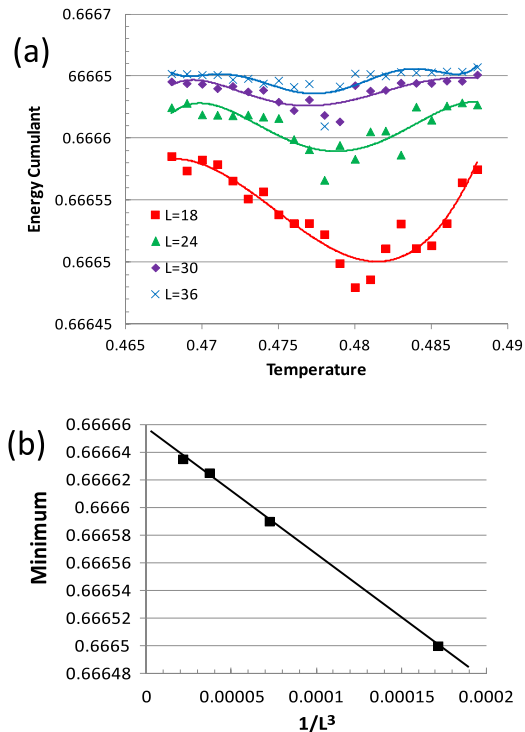 (a)
0.6667
66665
0.6666
0.66655
0.6665
0.66645
Energy Cumulant
L=18
L=24
L=30
L=36
0.465
0.47
0.475
0.48
0.485
0.49
Temperature
(b)
0.66666
0.66664
0.66662
0.6666
0.66658
0.66656
0.66654
0.66652
0.6665
0.66648
Minimum
0
0.00005
0.0001
0.00015
0.0002
1/L³